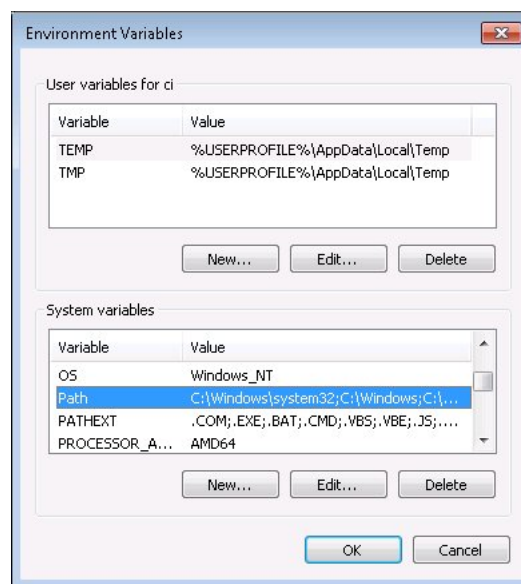 Environment Variables
User variables for ci
Variable Value
TEMP %USERPROFILE%\AppData\Local\Temp
TMP %USERPROFILE%\AppData\Local\Temp
New... Edit... Delete
System variables
Variable Value
OS Windows_NT
Path C:\Windows\system32;C:\Windows;C:\...
PATHEXT .COM;.EXE;.BAT;.CMD;.VBS;.VBE;.JS;....
PROCESSOR_A... AMD64
New... Edit... Delete
OK Cancel